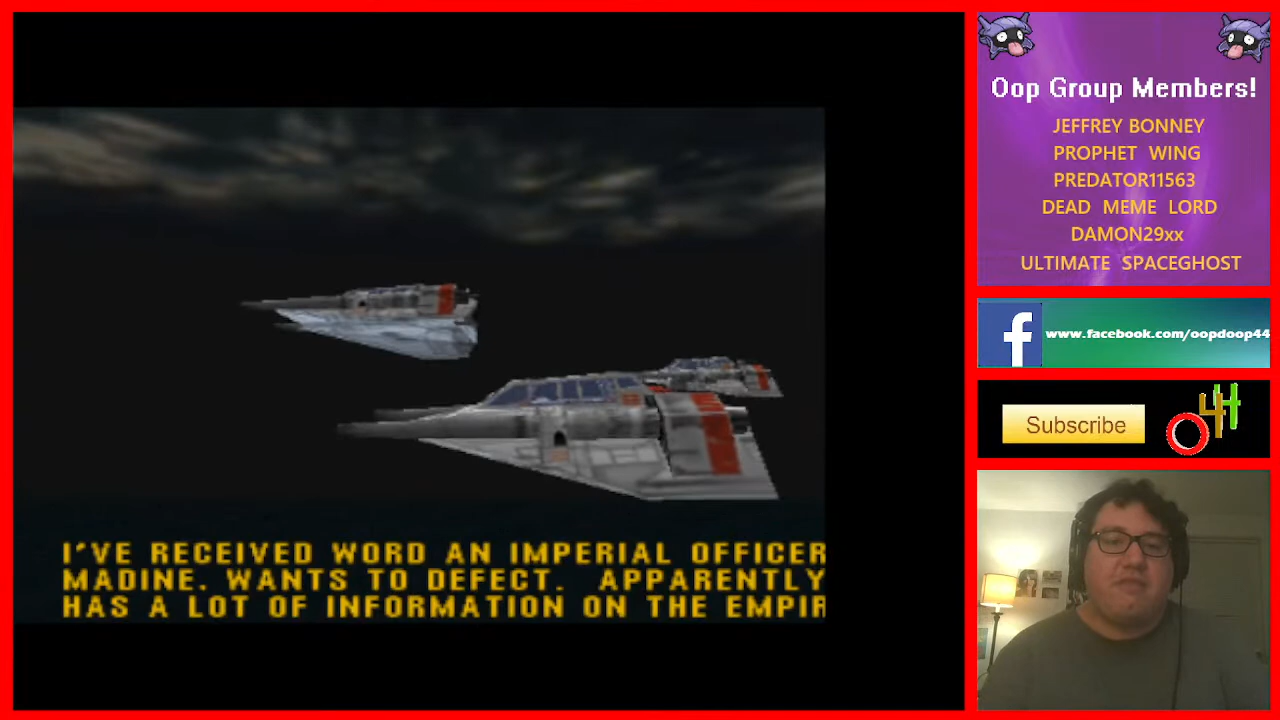 I'VE RECEIVED WORD AN IMPERIAL OFFICER
MADINE. WANTS TO DEFECT. APPARENTLY
HAS A LOT OF INFORMATION ON THE EMPIR
Oop Group Members!
JEFFREY BONNEY
PROPHET WING
PREDATOR11563
DEAD MEME LORD
DAMON29xx
ULTIMATE SPACEGHOST
f www.facebook.com/oopdoop44
Subscribe
O44